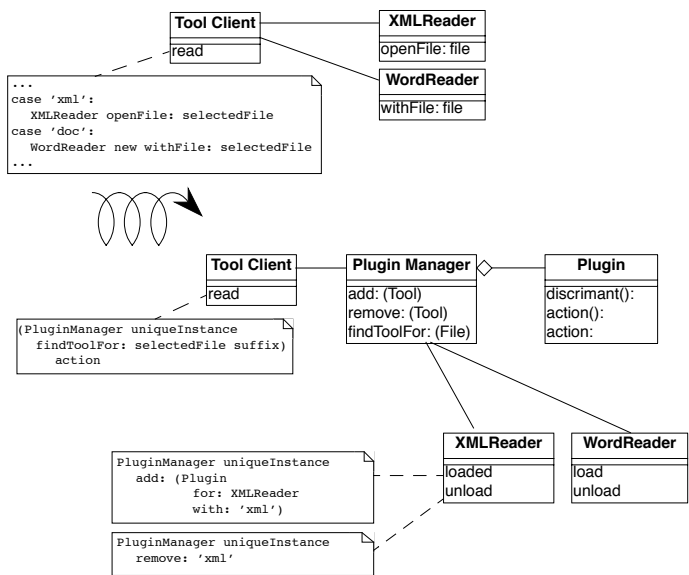 Tool Client
read
XMLReader
openFile: file
WordReader
withFile: file
...
case 'xml':
XMLReader openFile: selectedFile
case 'doc':
WordReader new withFile: selectedFile
...
Tool Client
read
Plugin Manager
add: (Tool)
remove: (Tool)
findToolFor: (File)
Plugin
discrimant():
action():
action:
(PluginManager uniqueInstance
findToolFor: selectedFile suffix)
action
XMLReader
loaded
unload
WordReader
load
unload
PluginManager uniqueInstance
add: (Plugin
for: XMLReader
with: 'xml')
PluginManager uniqueInstance
remove: 'xml'